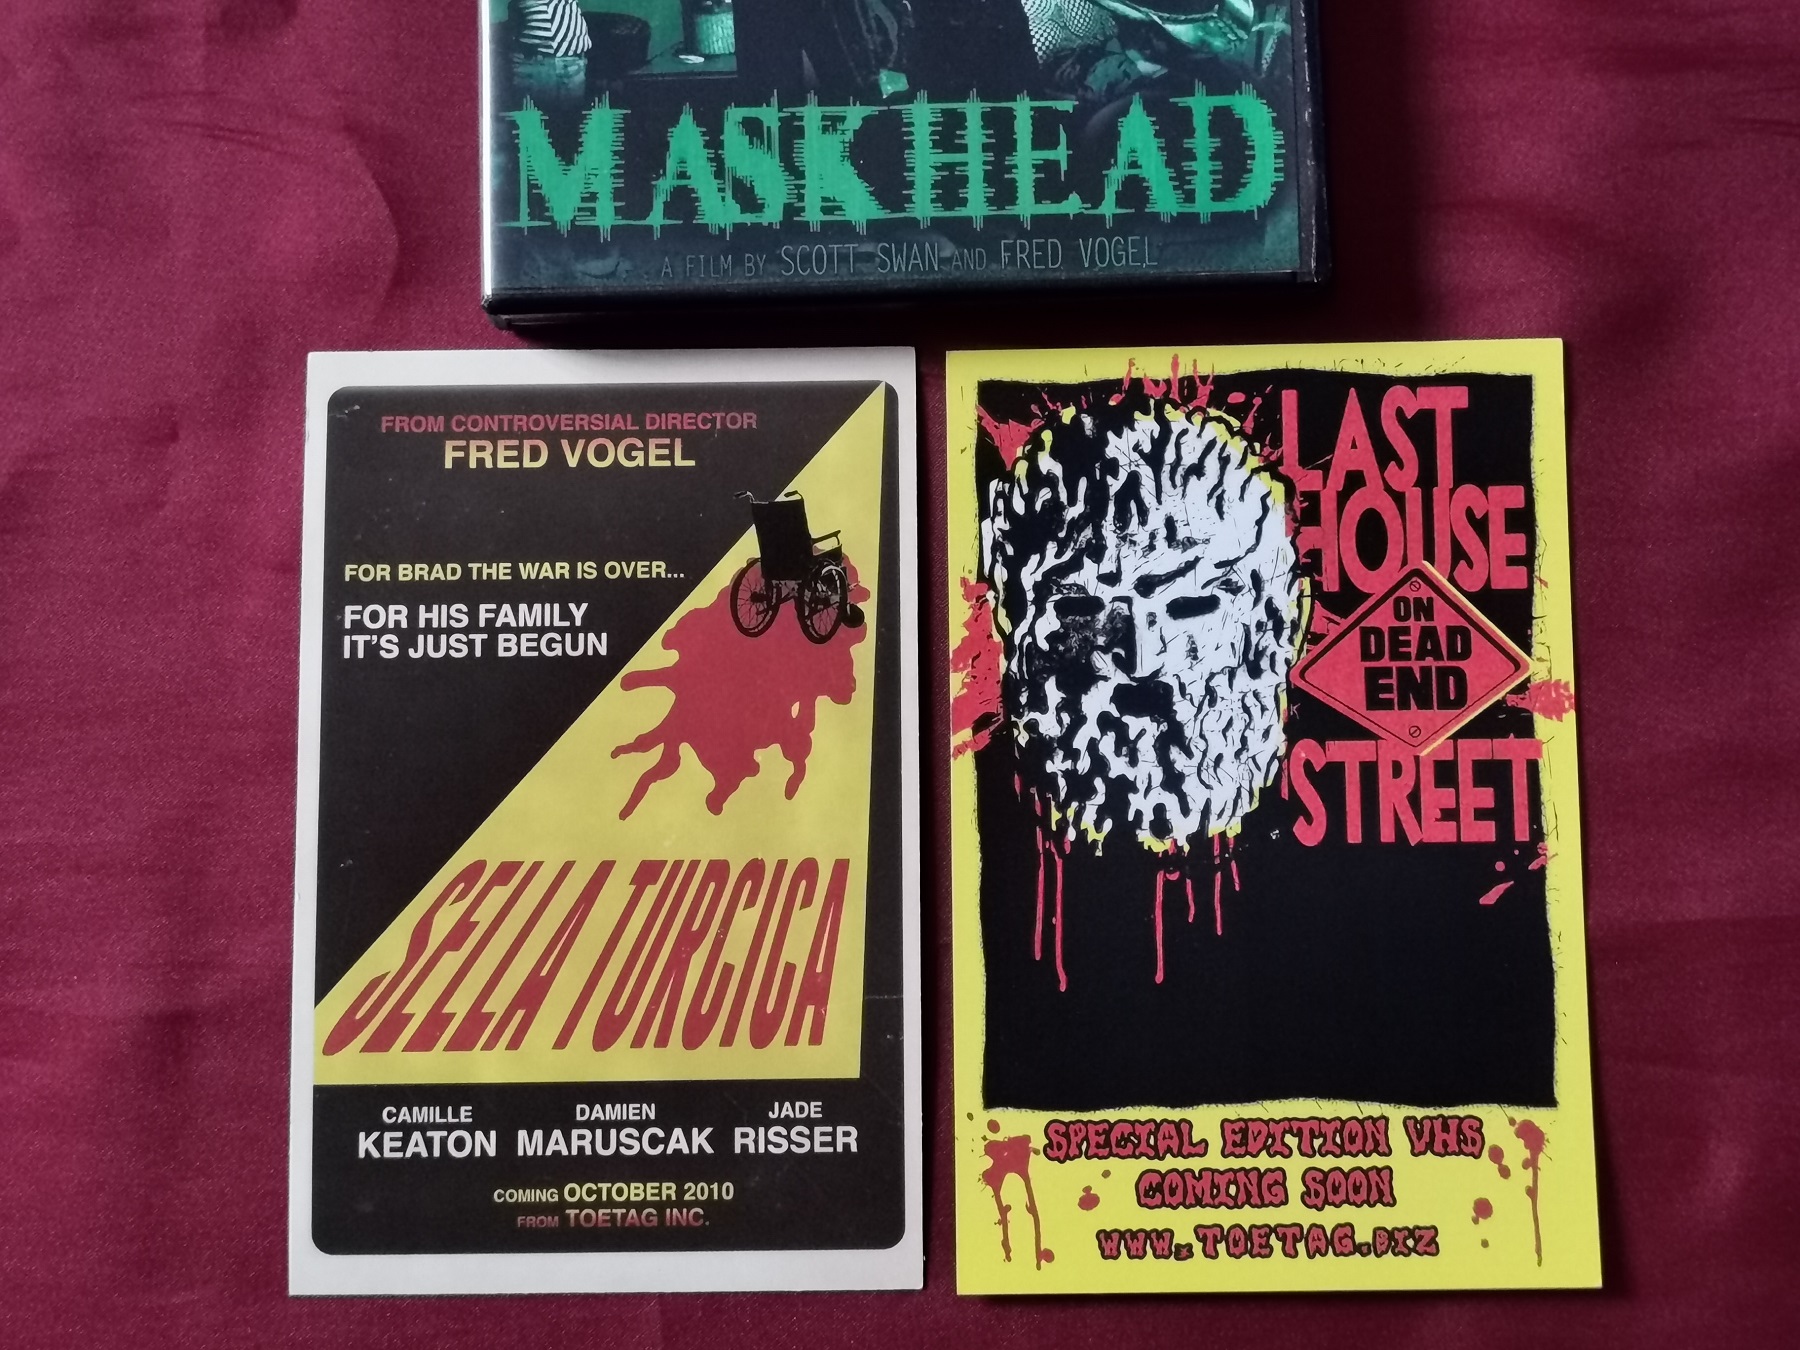 MASKHEAD
A FILM BY SCOTT SWAN AND FRED VOGEL
FROM CONTROVERSIAL DIRECTOR
FRED VOGEL
FOR BRAD THE WAR IS OVER...
FOR HIS FAMILY
IT'S JUST BEGUN
SELLA TURCICA
CAMILLE KEATON
DAMIEN MARUSCAK
JADE RISSER
COMING OCTOBER 2010
FROM TOETAG INC.
LAST
HOUSE
ON
DEAD
END
STREET
SPECIAL EDITION VHS
COMING SOON
WWW.TOETAG.BIZ